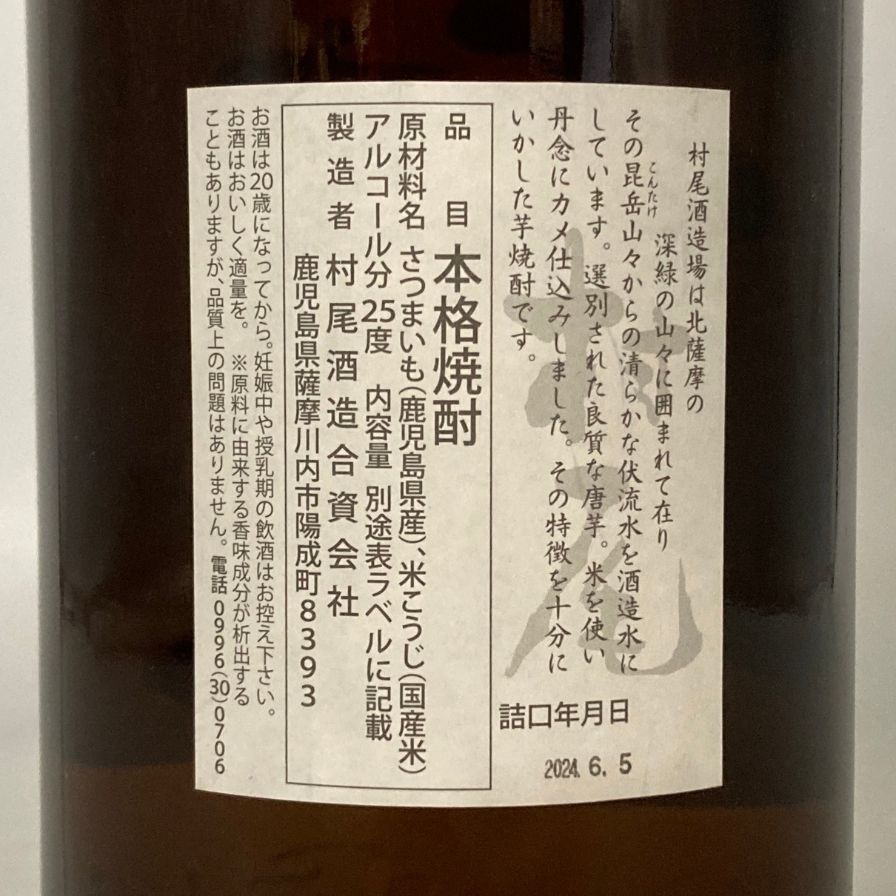 村尾酒造場は北薩摩の
深緑の山々に囲まれて在り
その昆岳山々からの清らかな伏流水を酒造水に
こんたけ
しています。選別された良質な唐芋。米を使い
丹念にカメ仕込みしました。その特徴を十分に
いかした芋焼酎です。
村尾
詰口年月日
2024. 6. 5
品目 本格焼酎
原材料名 さつまいも(鹿児島県産)、米こうじ(国産米)
アルコール分 25度 内容量 別途表ラベルに記載
製造者 村尾酒造合資会社
鹿児島県薩摩川内市陽成町8393
お酒は20歳になってから。妊娠中や授乳期の飲酒はお控え下さい。
お酒はおいしく適量を。 ※原料に由来する香味成分が析出する
こともありますが、品質上の問題はありません。 電話0996(30)0706